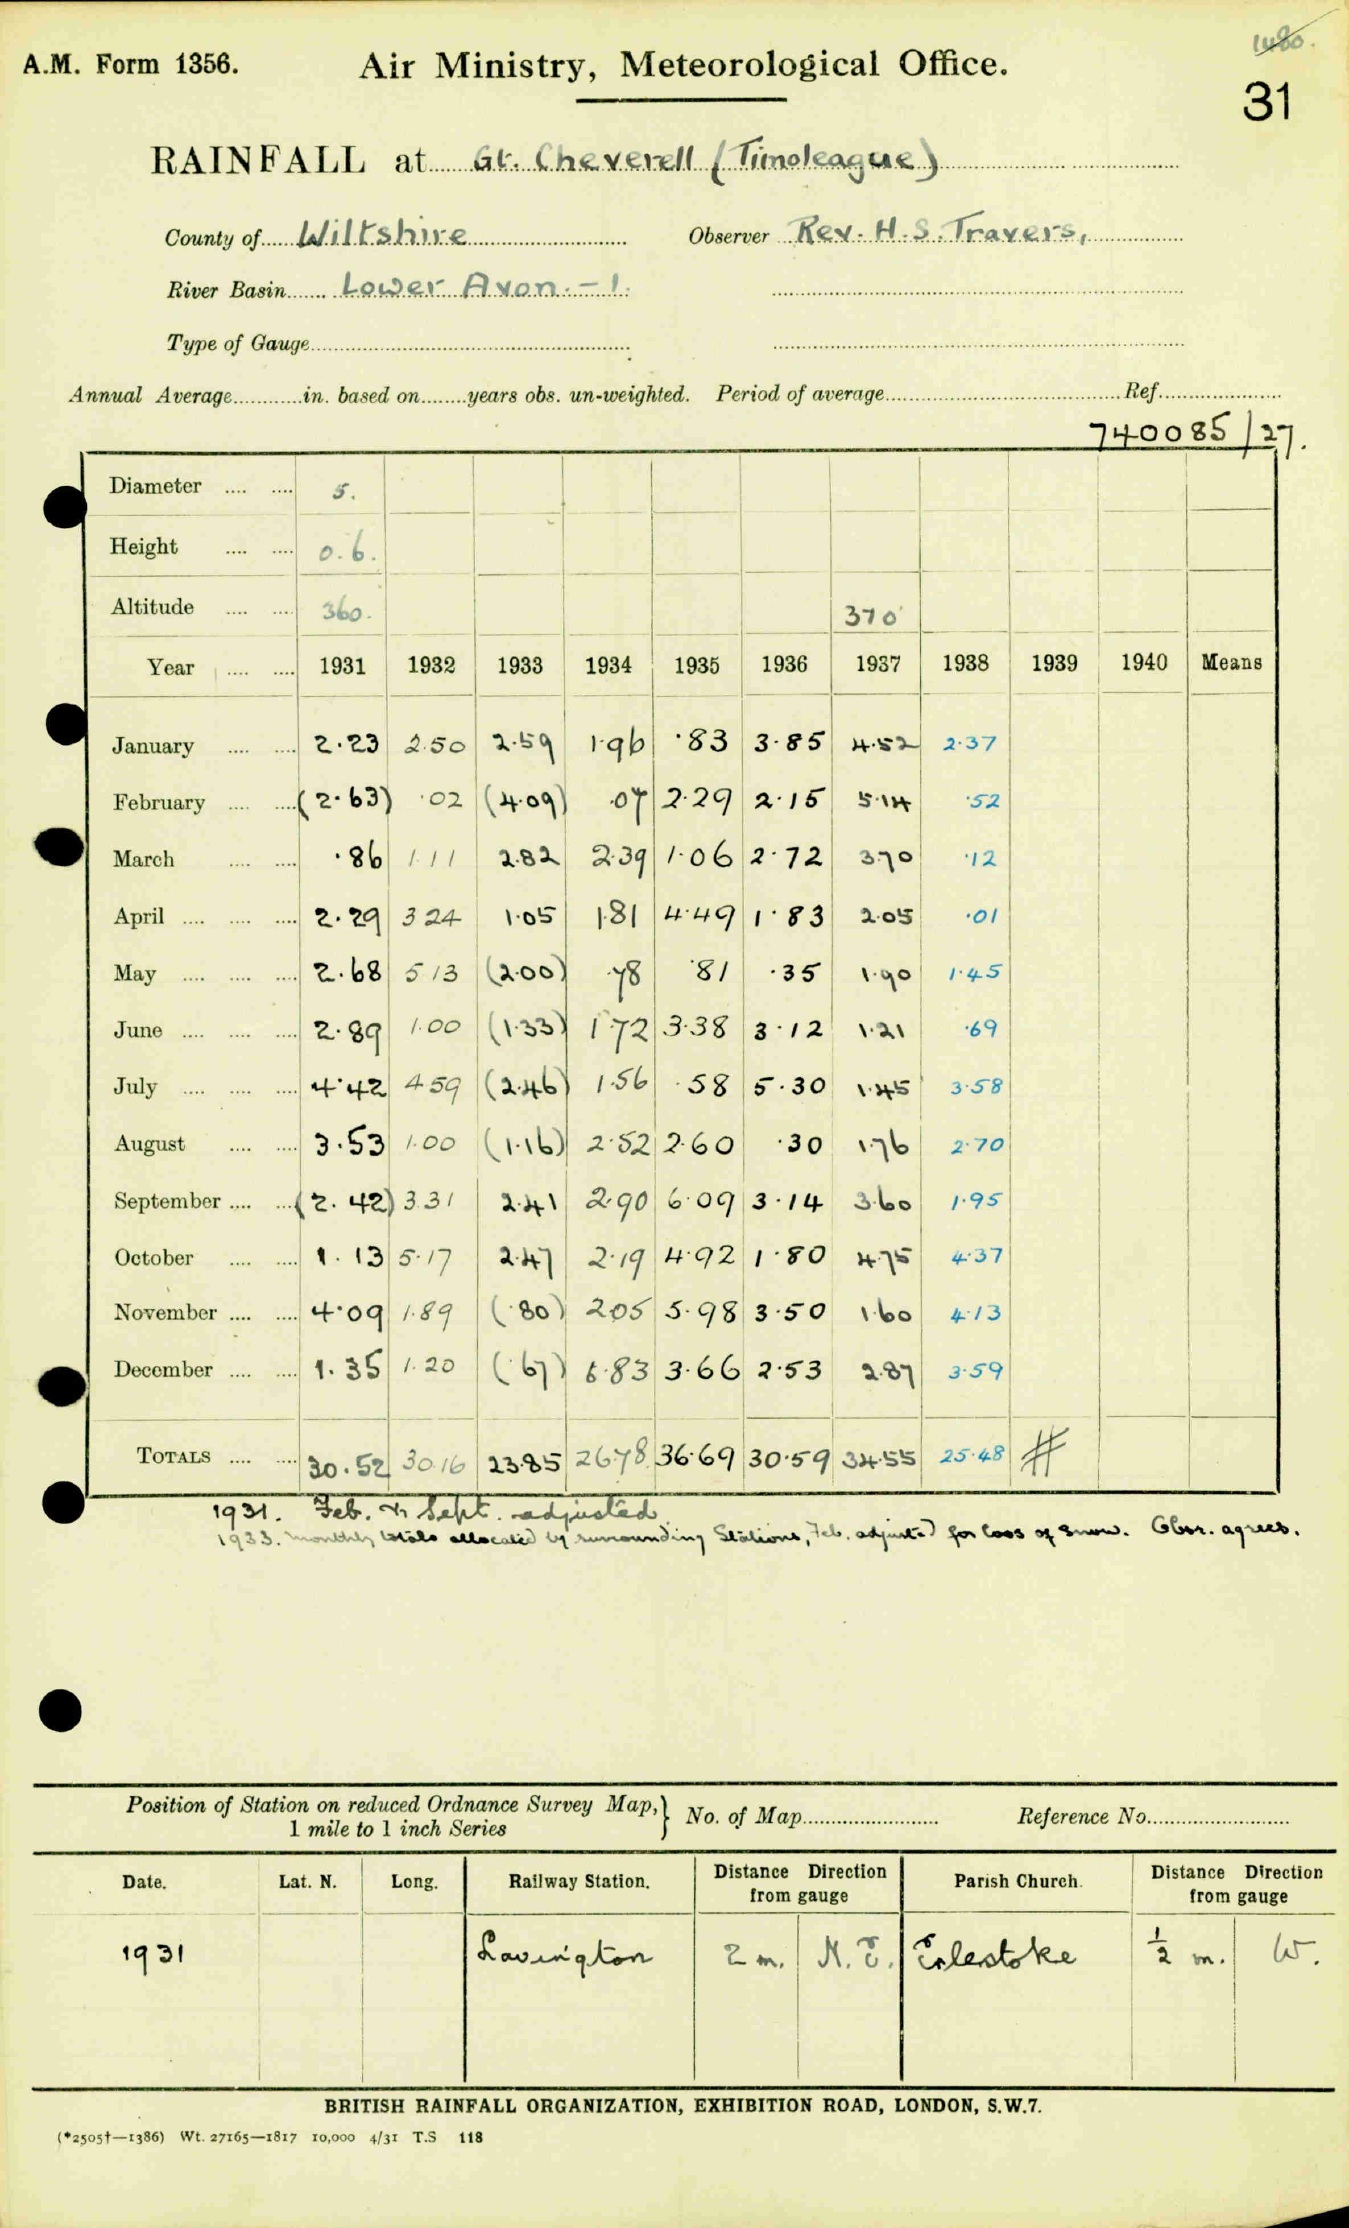 1480.
A.M. Form 1356. Air Ministry, Meteorological Office.
31
RAINFALL at Gt. Cheverell (Timoleague)
County of Wiltshire Observer Rev. H.S. Travers,
River Basin Lower Avon. - 1.
Type of Gauge
Annual Average in. based on years obs. un-weighted. Period of average Ref.
740085/27.
Diameter 5.
Height 0.6.
Altitude 360. 370
Year 1931 1932 1933 1934 1935 1936 1937 1938 1939 1940 Means
January 2.23 2.50 2.59 1.96 .83 3.85 4.52 2.37
February (2.63) .02 (4.09) .07 2.29 2.15 5.14 .52
March .86 1.11 2.82 2.39 1.06 2.72 3.70 .12
April 2.29 3 24 1.05 1.81 4.49 1.83 2.05 .01
May 2.68 5 13 (2.00) .78 .81 .35 1.90 1.45
June 2.89 1.00 (1.33) 1.72 3.38 3.12 1.21 .69
July 4.42 4 59 (2.46) 1.56 .58 5.30 1.45 3.58
August 3.53 1.00 (1.16) 2.52 2.60 .30 1.76 2.70
September (2.42) 3.31 2.41 2.90 6.09 3.14 3.60 1.95
October 1.13 5.17 2.47 2.19 4.92 1.80 4.75 4.37
November 4.09 1.89 (.80) 2.05 5.98 3.50 1.60 4.13
December 1.35 1.20 (.67) 6.83 3.66 2.53 2.87 3.59
TOTALS 30.52 30.16 23.85 26.78 36.69 30.59 34.55 25.48 #
1931. Feb. & Sept. adjusted
1933. Monthly totals allocated by surrounding Stations, Feb. adjusted for loss of snow. Obsr. agrees.
Position of Station on reduced Ordnance Survey Map, } No. of Map Reference No.
1 mile to 1 inch Series
Date. Lat. N. Long. Railway Station. Distance Direction from gauge Parish Church. Distance Direction from gauge
1931 Lavington 2 m. N.E. Erlestoke ½ m. W.
BRITISH RAINFALL ORGANIZATION, EXHIBITION ROAD, LONDON, S.W.7.
(*2505†—1386) Wt. 27165—1817 10,000 4/31 T.S 118